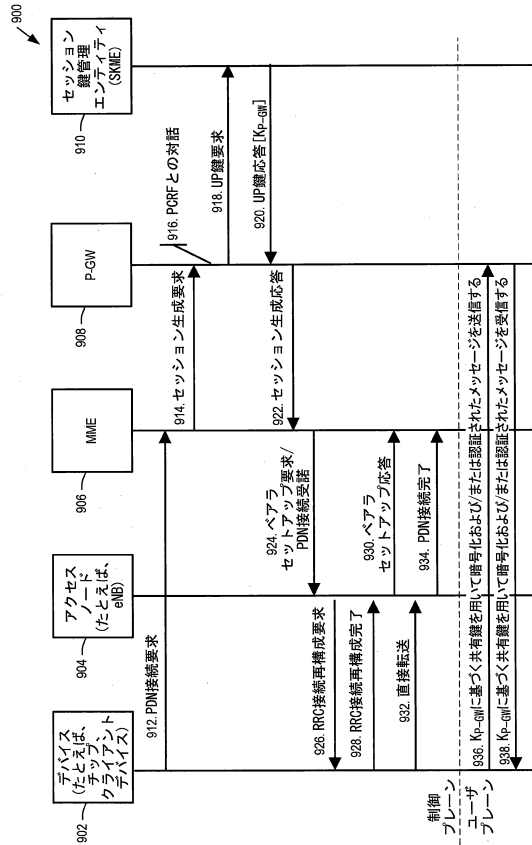 900
デバイス
(たとえば、
チップ、
クライアント
デバイス)
902
アクセス
ノード
(たとえば、
eNB)
904
MME
906
P-GW
908
セッション
鍵管理
エンティティ
(SKME)
910
912. PDN接続要求
914. セッション生成要求
916. PCRFとの対話
918. UP鍵要求
920. UP鍵応答[KP-GW]
922. セッション生成応答
924. ベアラ
セットアップ要求/
PDN接続受諾
926. RRC接続再構成要求
928. RRC接続再構成完了
930. ベアラ
セットアップ応答
932. 直接転送
934. PDN接続完了
制御
プレーン
ユーザ
プレーン
936. KP-GWに基づく共有鍵を用いて暗号化および/または認証されたメッセージを送信する
938. KP-GWに基づく共有鍵を用いて暗号化および/または認証されたメッセージを受信する